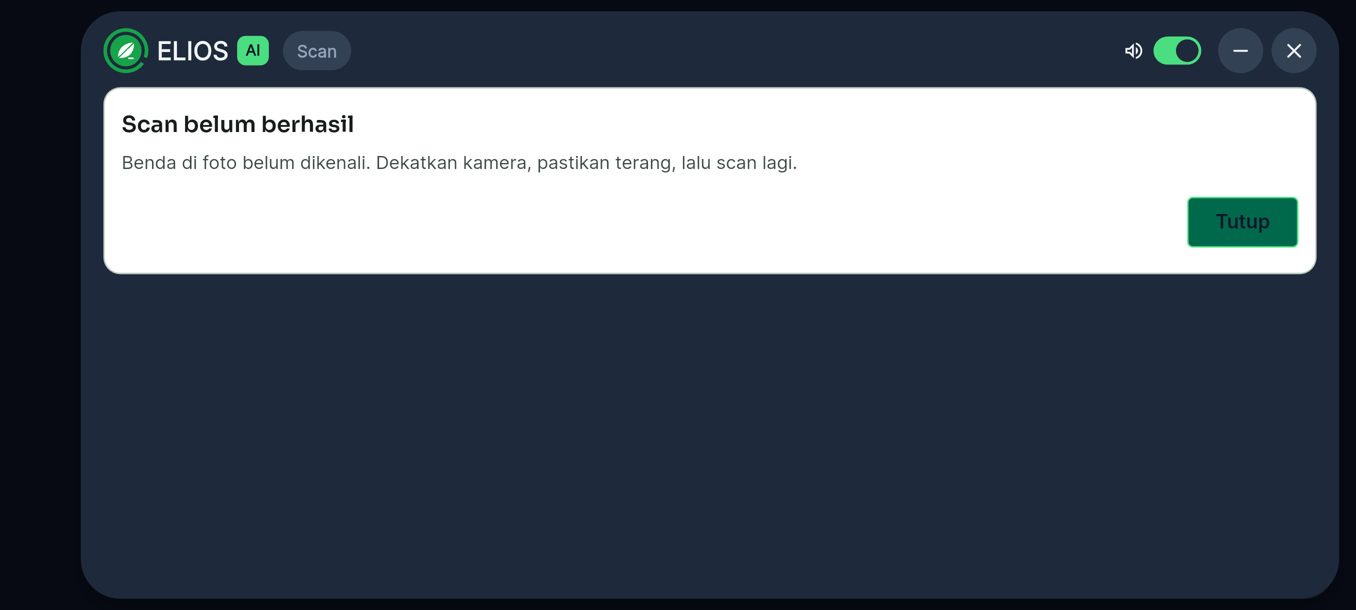 ELIOS AI Scan
Scan belum berhasil
Benda di foto belum dikenali. Dekatkan kamera, pastikan terang, lalu scan lagi.
Tutup